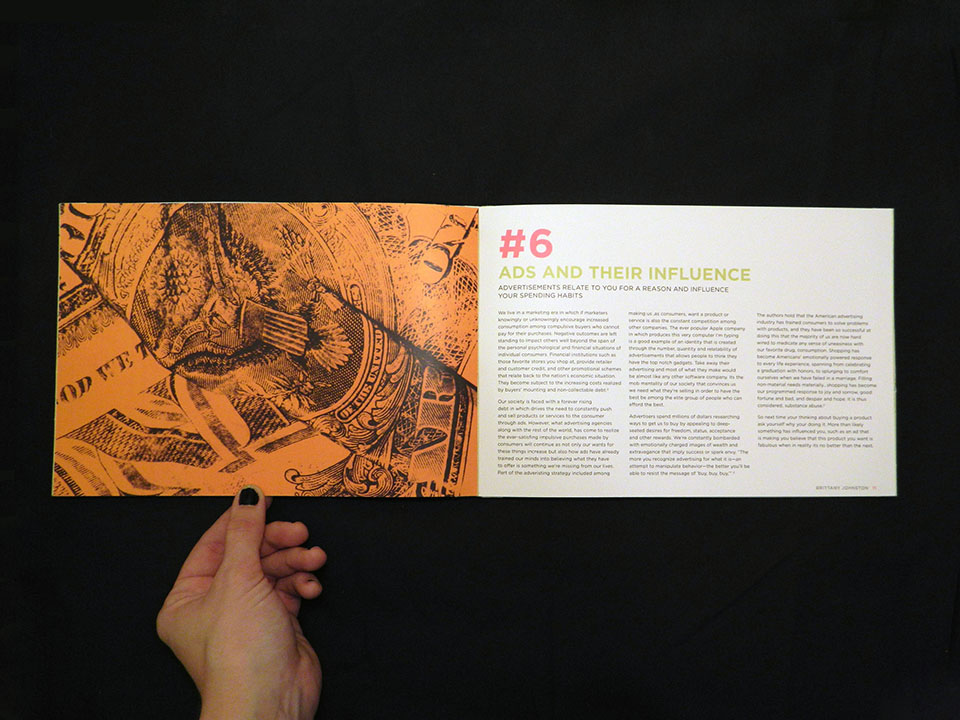 #6
ADS AND THEIR INFLUENCE
ADVERTISEMENTS RELATE TO YOU FOR A REASON AND INFLUENCE
YOUR SPENDING HABITS
We live in a marketing era in which if marketers
knowingly or unknowingly encourage increased
consumption among compulsive buyers who cannot
pay for their purchases. Negative outcomes are left
standing to impact others well beyond the span of
the personal psychological and financial situations of
individual consumers. Financial institutions such as
those favorite stores you shop at, provide retailer
and customer credit, and other promotional schemes
that relate back to the nation's economic situation.
They become subject to the increasing costs realized
by buyers' mounting and non-collectable debt.
Our society is faced with a forever rising
debt in which drives the need to constantly push
and sell products or services to the consumer
through ads. However, what advertising agencies
along with the rest of the world, has come to realize
the ever-satisfing impulsive purchases made by
consumers will continue as not only our wants for
these things increase but also how ads have already
trained our minds into believing what they have
to offer is something we're missing from our lives.
Part of the adverising strategy included among
making us ,as consumers, want a product or
service is also the constant competition among
other companies. The ever popular Apple company
in which produces this very computer I'm typing
is a good example of an identity that is created
through the number, quantity and relatability of
advertisements that allows people to think they
have the top notch gadgets. Take away their
advertising and most of what they make would
be almost like any other software company. Its the
mob mentality of our society that convinces us
we need what they're selling in order to have the
best be among the elite group of people who can
afford the best.
Advertisers spend millions of dollars researching
ways to get us to buy by appealing to deep-
seated desires for freedom, status, acceptance
and other rewards. We're constantly bombarded
with emotionally charged images of wealth and
extravagance that imply success or spark envy. "The
more you recognize advertising for what it is—an
attempt to manipulate behavior—the better you'll be
able to resist the message of "buy, buy, buy."
The authors hold that the American advertising
industry has trained consumers to solve problems
with products, and they have been so successful at
doing this that the majority of us are now hard
wired to medicate any sense of uneasiness with
our favorite drug, consumption. Shopping has
become Americans' emotionally powered response
to every life experience, spanning from celebrating
a graduation with honors, to splurging to comfort
ourselves when we have failed in a marriage. Filling
non-material needs materially, shopping has become
our programmed response to joy and sorrow, good
fortune and bad, and despair and hope. It is thus
considered, substance abuse.
So next time your thinking about buying a product
ask yourself why your doing it. More than likely
something has influenced you, such as an ad that
is making you believe that this product you want is
fabulous when in reality its no better than the next.
BRITTANY JOHNSTON